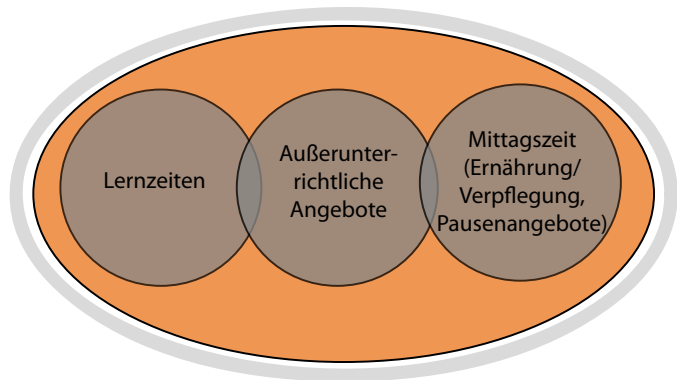 Lernzeiten
Außerunter-
richtliche
Angebote
Mittagszeit
(Ernährung/
Verpflegung,
Pausenangebote)